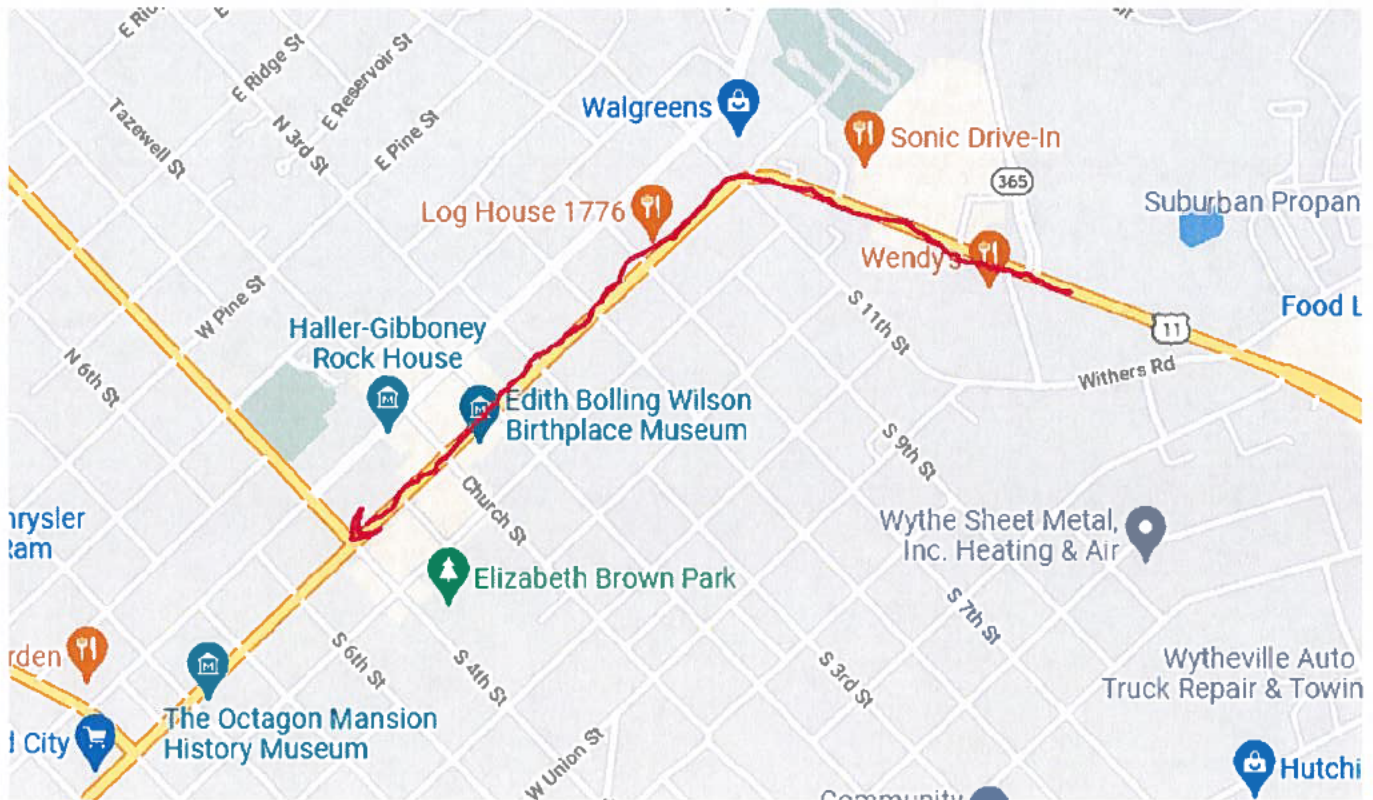 E Ridge St
E Reservoir St
Tazewell St
N 3rd St
E Pine St
Walgreens
Sonic Drive-In
365
Log House 1776
Suburban Propan
Wendy's
W Pine St
S 11th St
11
Food L
Haller-Gibboney
Rock House
N 6th St
Withers Rd
Edith Bolling Wilson
Birthplace Museum
S 9th St
Church St
hrysler
Ram
Wythe Sheet Metal,
Inc. Heating & Air
Elizabeth Brown Park
S 7th St
S 6th St
S 4th St
S 3rd St
rden
Wytheville Auto
Truck Repair & Towin
The Octagon Mansion
History Museum
d City
W Union St
Hutchi
Community